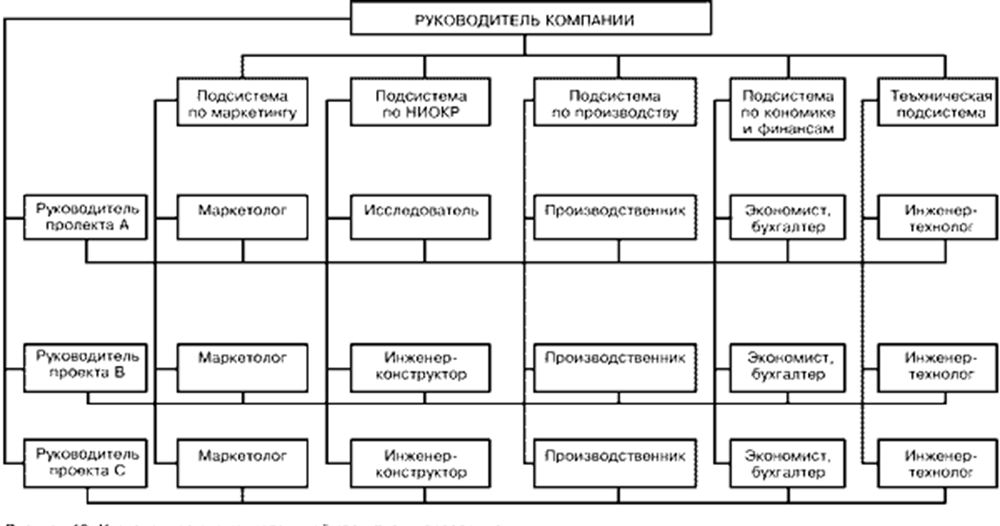 РУКОВОДИТЕЛЬ КОМПАНИИ
Подсистема
по маркетингу
Подсистема
по НИОКР
Подсистема
по производству
Подсистема
по кономике
и финансам
Теъхническая
подсистема
Руководитель
пролекта А
Маркетолог
Исследователь
Производственник
Экономист,
бухгалтер
Инженер-
технолог
Руководитель
проекта В
Маркетолог
Инженер-
конструктор
Производственник
Экономист,
бухгалтер
Инженер-
технолог
Руководитель
проекта С
Маркетолог
Инженер-
конструктор
Производственник
Экономист,
бухгалтер
Инженер-
технолог